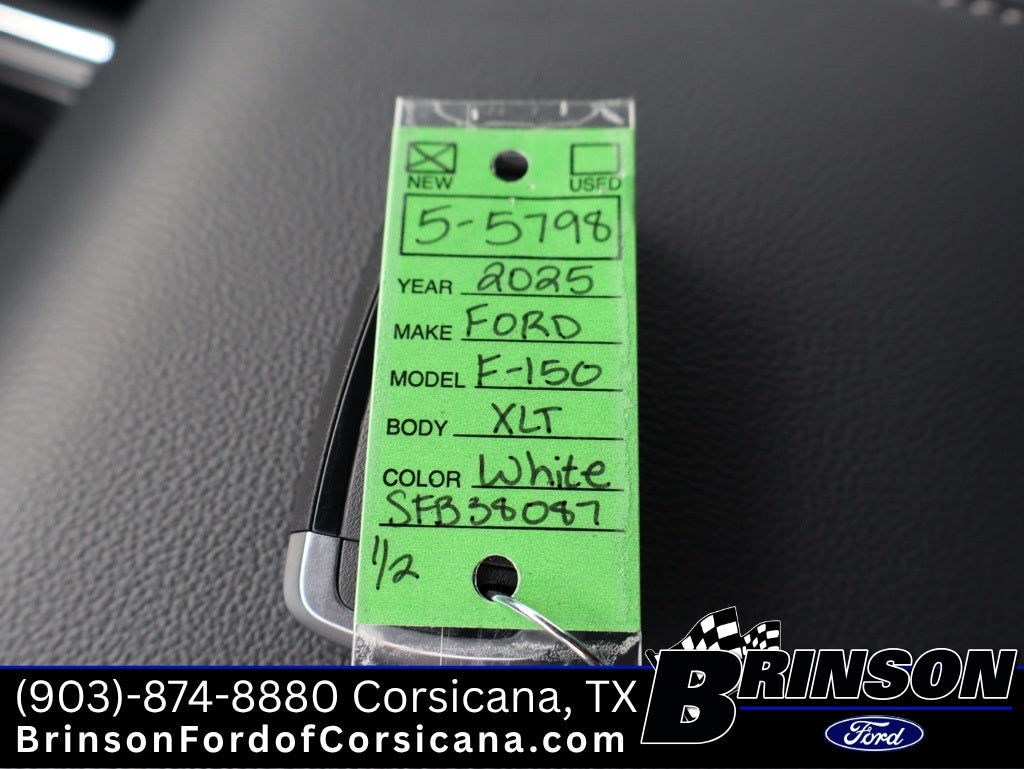 NEW USED
5-5798
YEAR 2025
MAKE FORD
MODEL F-150
BODY XLT
COLOR White
SFB38087
1/2
(903)-874-8880 Corsicana, TX
BrinsonFordofCorsicana.com
BRINSON
Ford